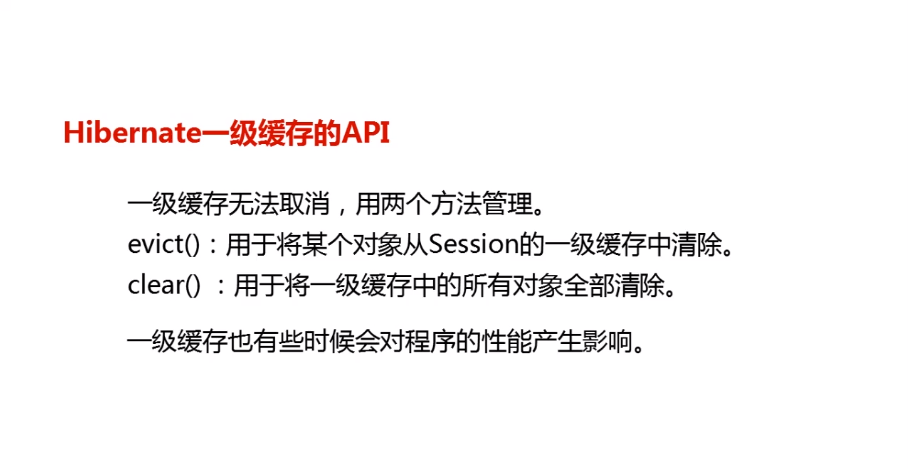 Hibernate一级缓存的API
一级缓存无法取消，用两个方法管理。
evict()：用于将某个对象从Session的一级缓存中清除。
clear() ：用于将一级缓存中的所有对象全部清除。
一级缓存也有些时候会对程序的性能产生影响。